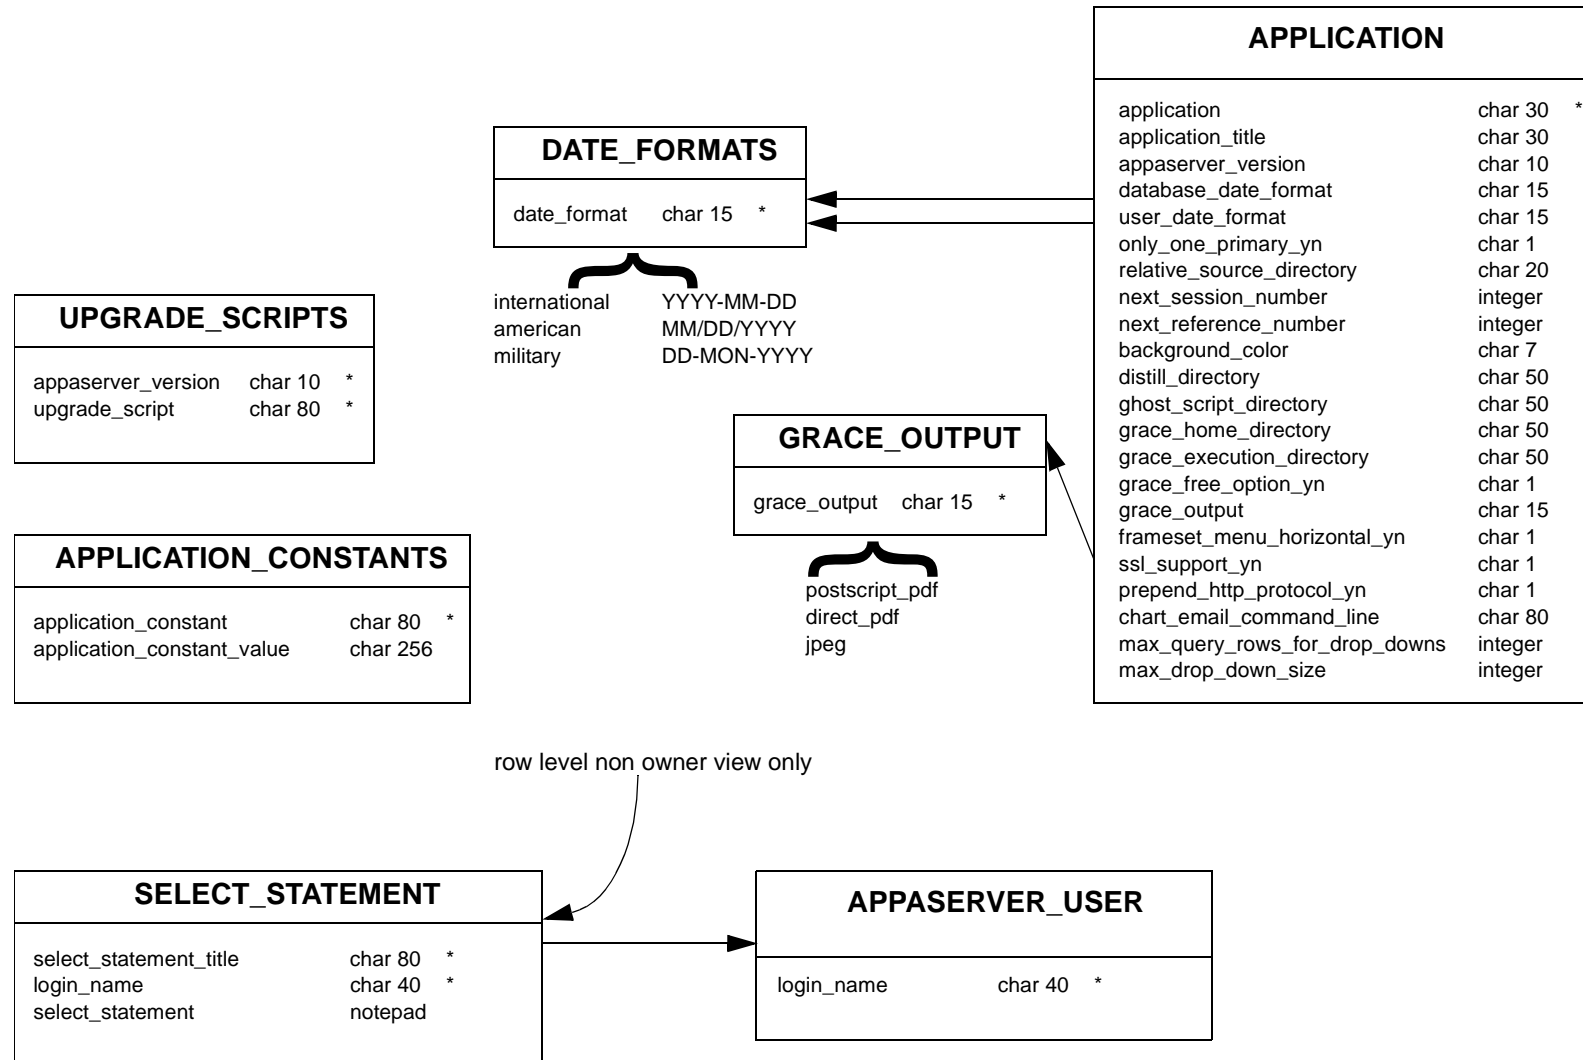 APPLICATION
application char 30 *
application_title char 30
appaserver_version char 10
database_date_format char 15
user_date_format char 15
only_one_primary_yn char 1
relative_source_directory char 20
next_session_number integer
next_reference_number integer
background_color char 7
distill_directory char 50
ghost_script_directory char 50
grace_home_directory char 50
grace_execution_directory char 50
grace_free_option_yn char 1
grace_output char 15
frameset_menu_horizontal_yn char 1
ssl_support_yn char 1
prepend_http_protocol_yn char 1
chart_email_command_line char 80
max_query_rows_for_drop_downs integer
max_drop_down_size integer
DATE_FORMATS
date_format char 15 *
international YYYY-MM-DD
american MM/DD/YYYY
military DD-MON-YYYY
UPGRADE_SCRIPTS
appaserver_version char 10 *
upgrade_script char 80 *
GRACE_OUTPUT
grace_output char 15 *
postscript_pdf
direct_pdf
jpeg
APPLICATION_CONSTANTS
application_constant char 80 *
application_constant_value char 256
row level non owner view only
SELECT_STATEMENT
select_statement_title char 80 *
login_name char 40 *
select_statement notepad
APPASERVER_USER
login_name char 40 *